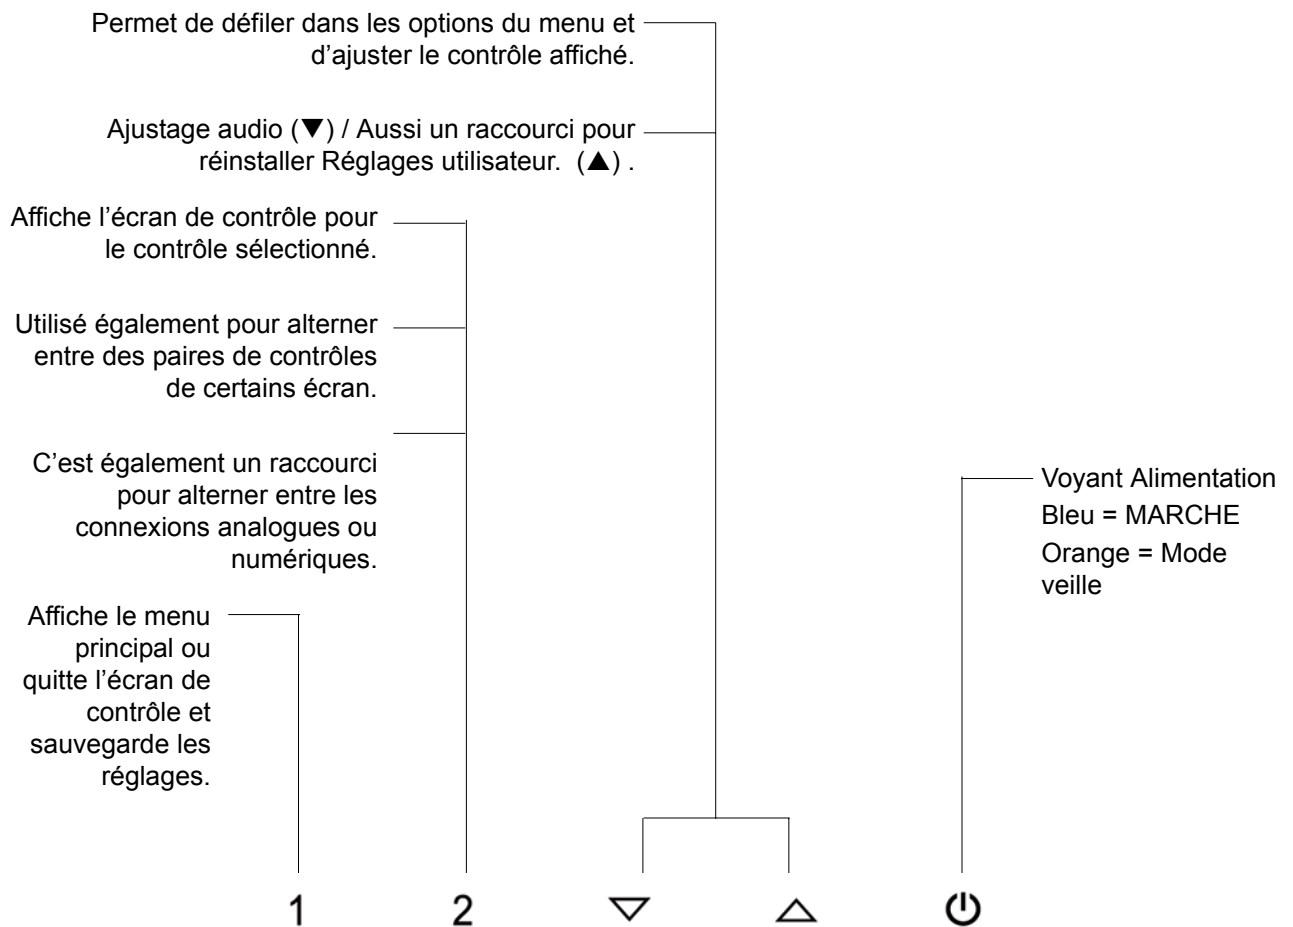 Permet de défiler dans les options du menu et
d’ajuster le contrôle affiché.
Ajustage audio (▼) / Aussi un raccourci pour
réinstaller Réglages utilisateur. (▲) .
Affiche l’écran de contrôle pour
le contrôle sélectionné.
Utilisé également pour alterner
entre des paires de contrôles
de certains écran.
C’est également un raccourci
pour alterner entre les
connexions analogues ou
numériques.
Voyant Alimentation
Bleu = MARCHE
Orange = Mode
veille
Affiche le menu
principal ou
quitte l’écran de
contrôle et
sauvegarde les
réglages.
1 2